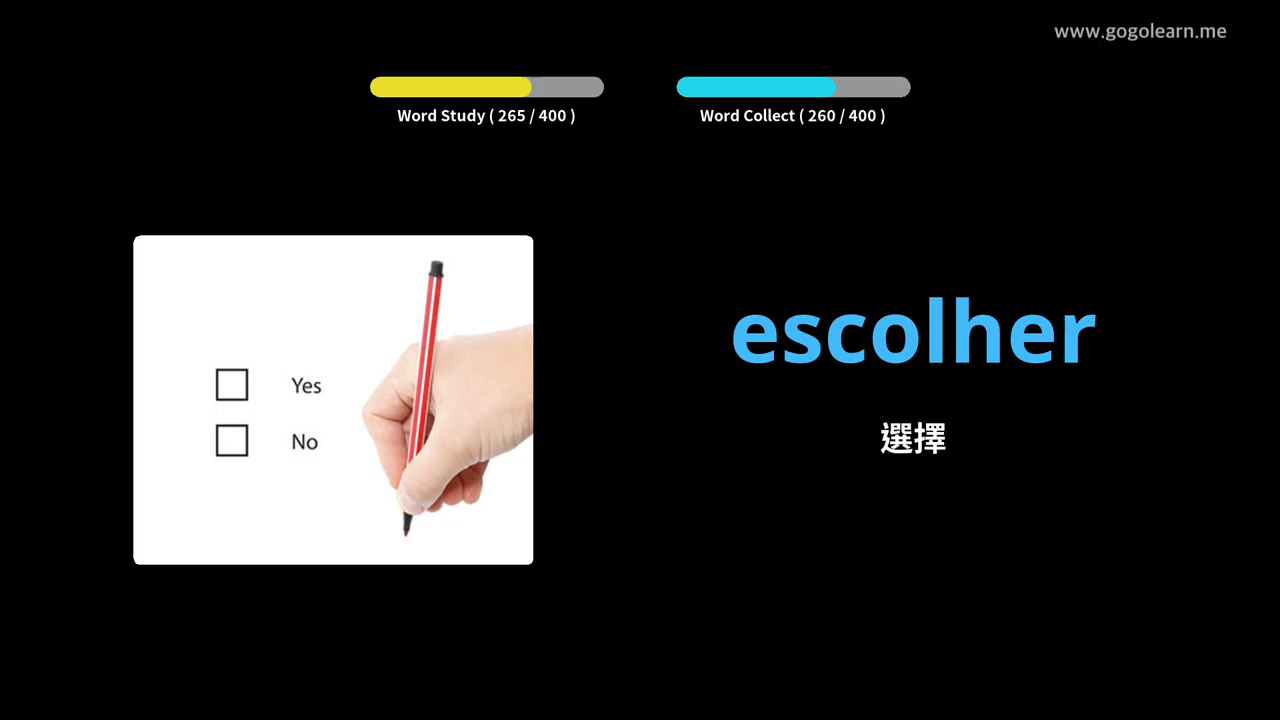 www.gogolearn.me
Word Study ( 265 / 400 )
Word Collect ( 260 / 400 )
Yes
No
escolher
選擇